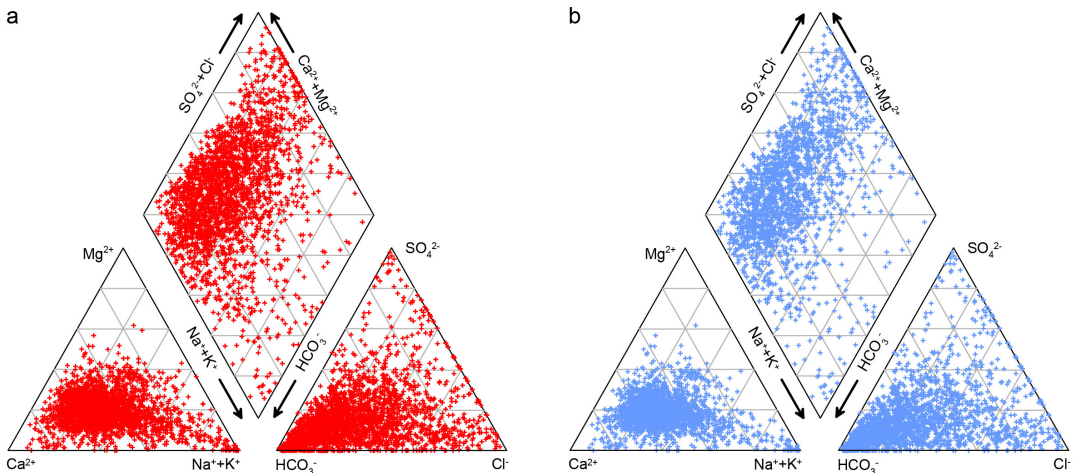 a
SO₄²⁻+Cl⁻
Ca²⁺+Mg²⁺
Mg²⁺
SO₄²⁻
Na⁺+K⁺
HCO₃⁻
Ca²⁺
Na⁺+K⁺
HCO₃⁻
Cl⁻
b
SO₄²⁻+Cl⁻
Ca²⁺+Mg²⁺
Mg²⁺
SO₄²⁻
Na⁺+K⁺
HCO₃⁻
Ca²⁺
Na⁺+K⁺
HCO₃⁻
Cl⁻